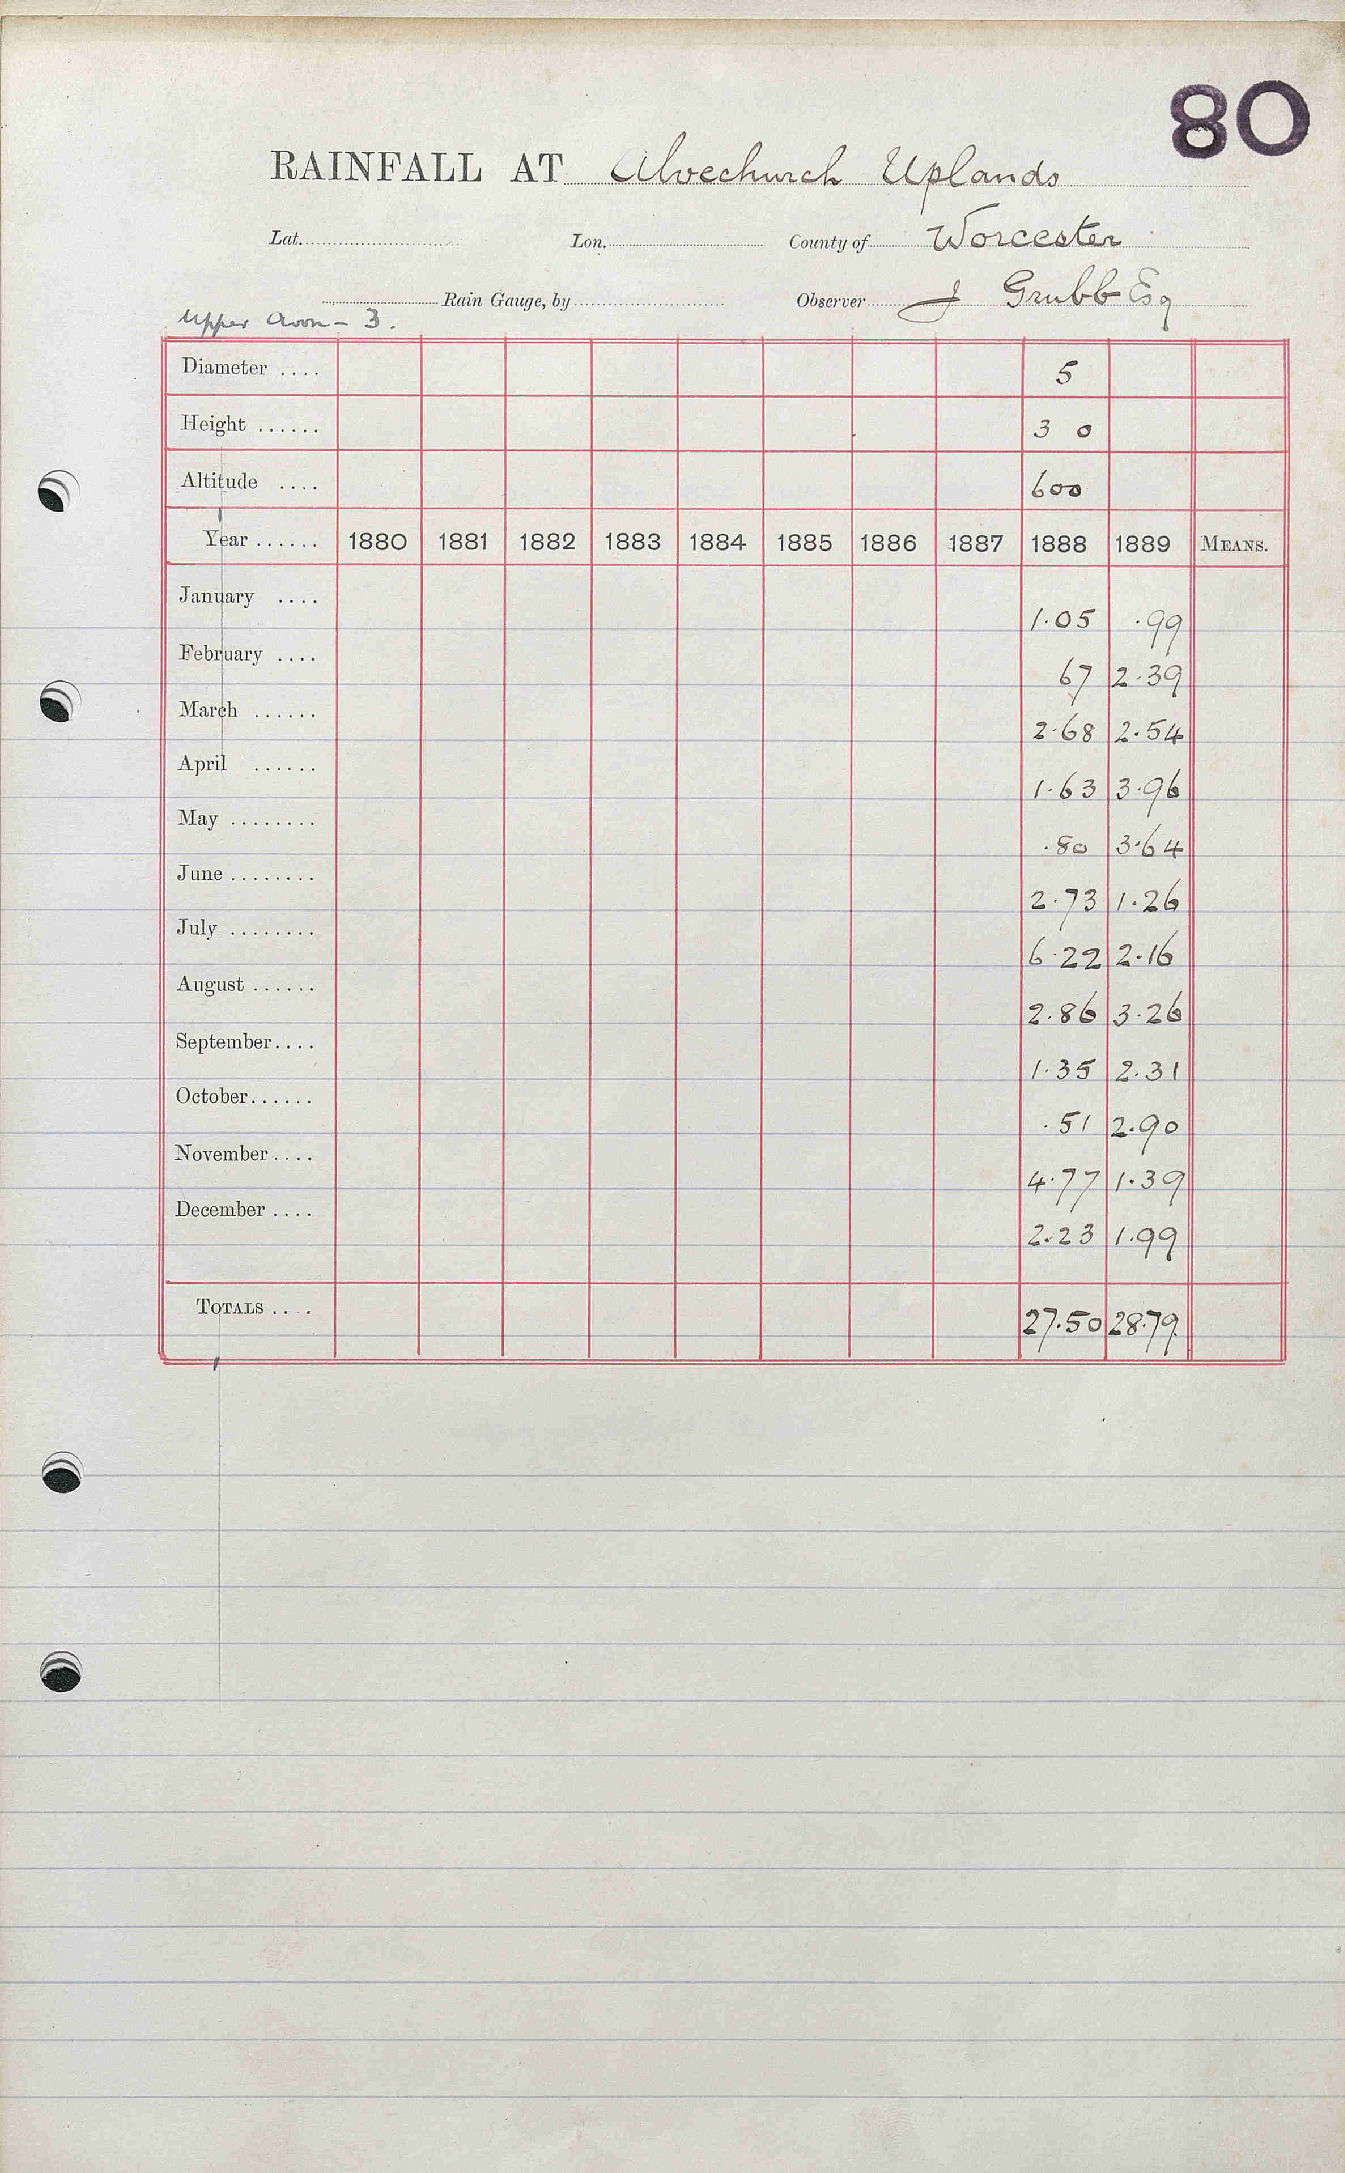 80
RAINFALL AT Alvechurch Uplands
Lat. Lon. County of Worcester
Rain Gauge, by Observer J Grubb Esq
Upper Avon - 3.
Diameter .... 5
Height ...... 3 0
Altitude .... 600
Year ...... 1880 1881 1882 1883 1884 1885 1886 1887 1888 1889 MEANS.
January .... 1.05 .99
February .... 67 2.39
March ...... 2.68 2.54
April ...... 1.63 3.96
May ........ .80 3.64
June ........ 2.73 1.26
July ........ 6.22 2.16
August ...... 2.86 3.26
September.... 1.35 2.31
October...... .51 2.90
November.... 4.77 1.39
December .... 2.23 1.99
TOTALS .... 27.50 28.79